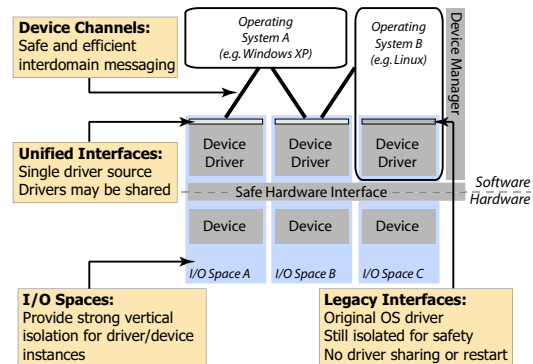 Device Channels:
Safe and efficient
interdomain messaging
Operating
System A
(e.g. Windows XP)
Operating
System B
(e.g. Linux)
Device Manager
Unified Interfaces:
Single driver source
Drivers may be shared
Device
Driver
Device
Driver
Device
Driver
Safe Hardware Interface
Software
Hardware
Device
Device
Device
I/O Space A
I/O Space B
I/O Space C
I/O Spaces:
Provide strong vertical
isolation for driver/device
instances
Legacy Interfaces:
Original OS driver
Still isolated for safety
No driver sharing or restart